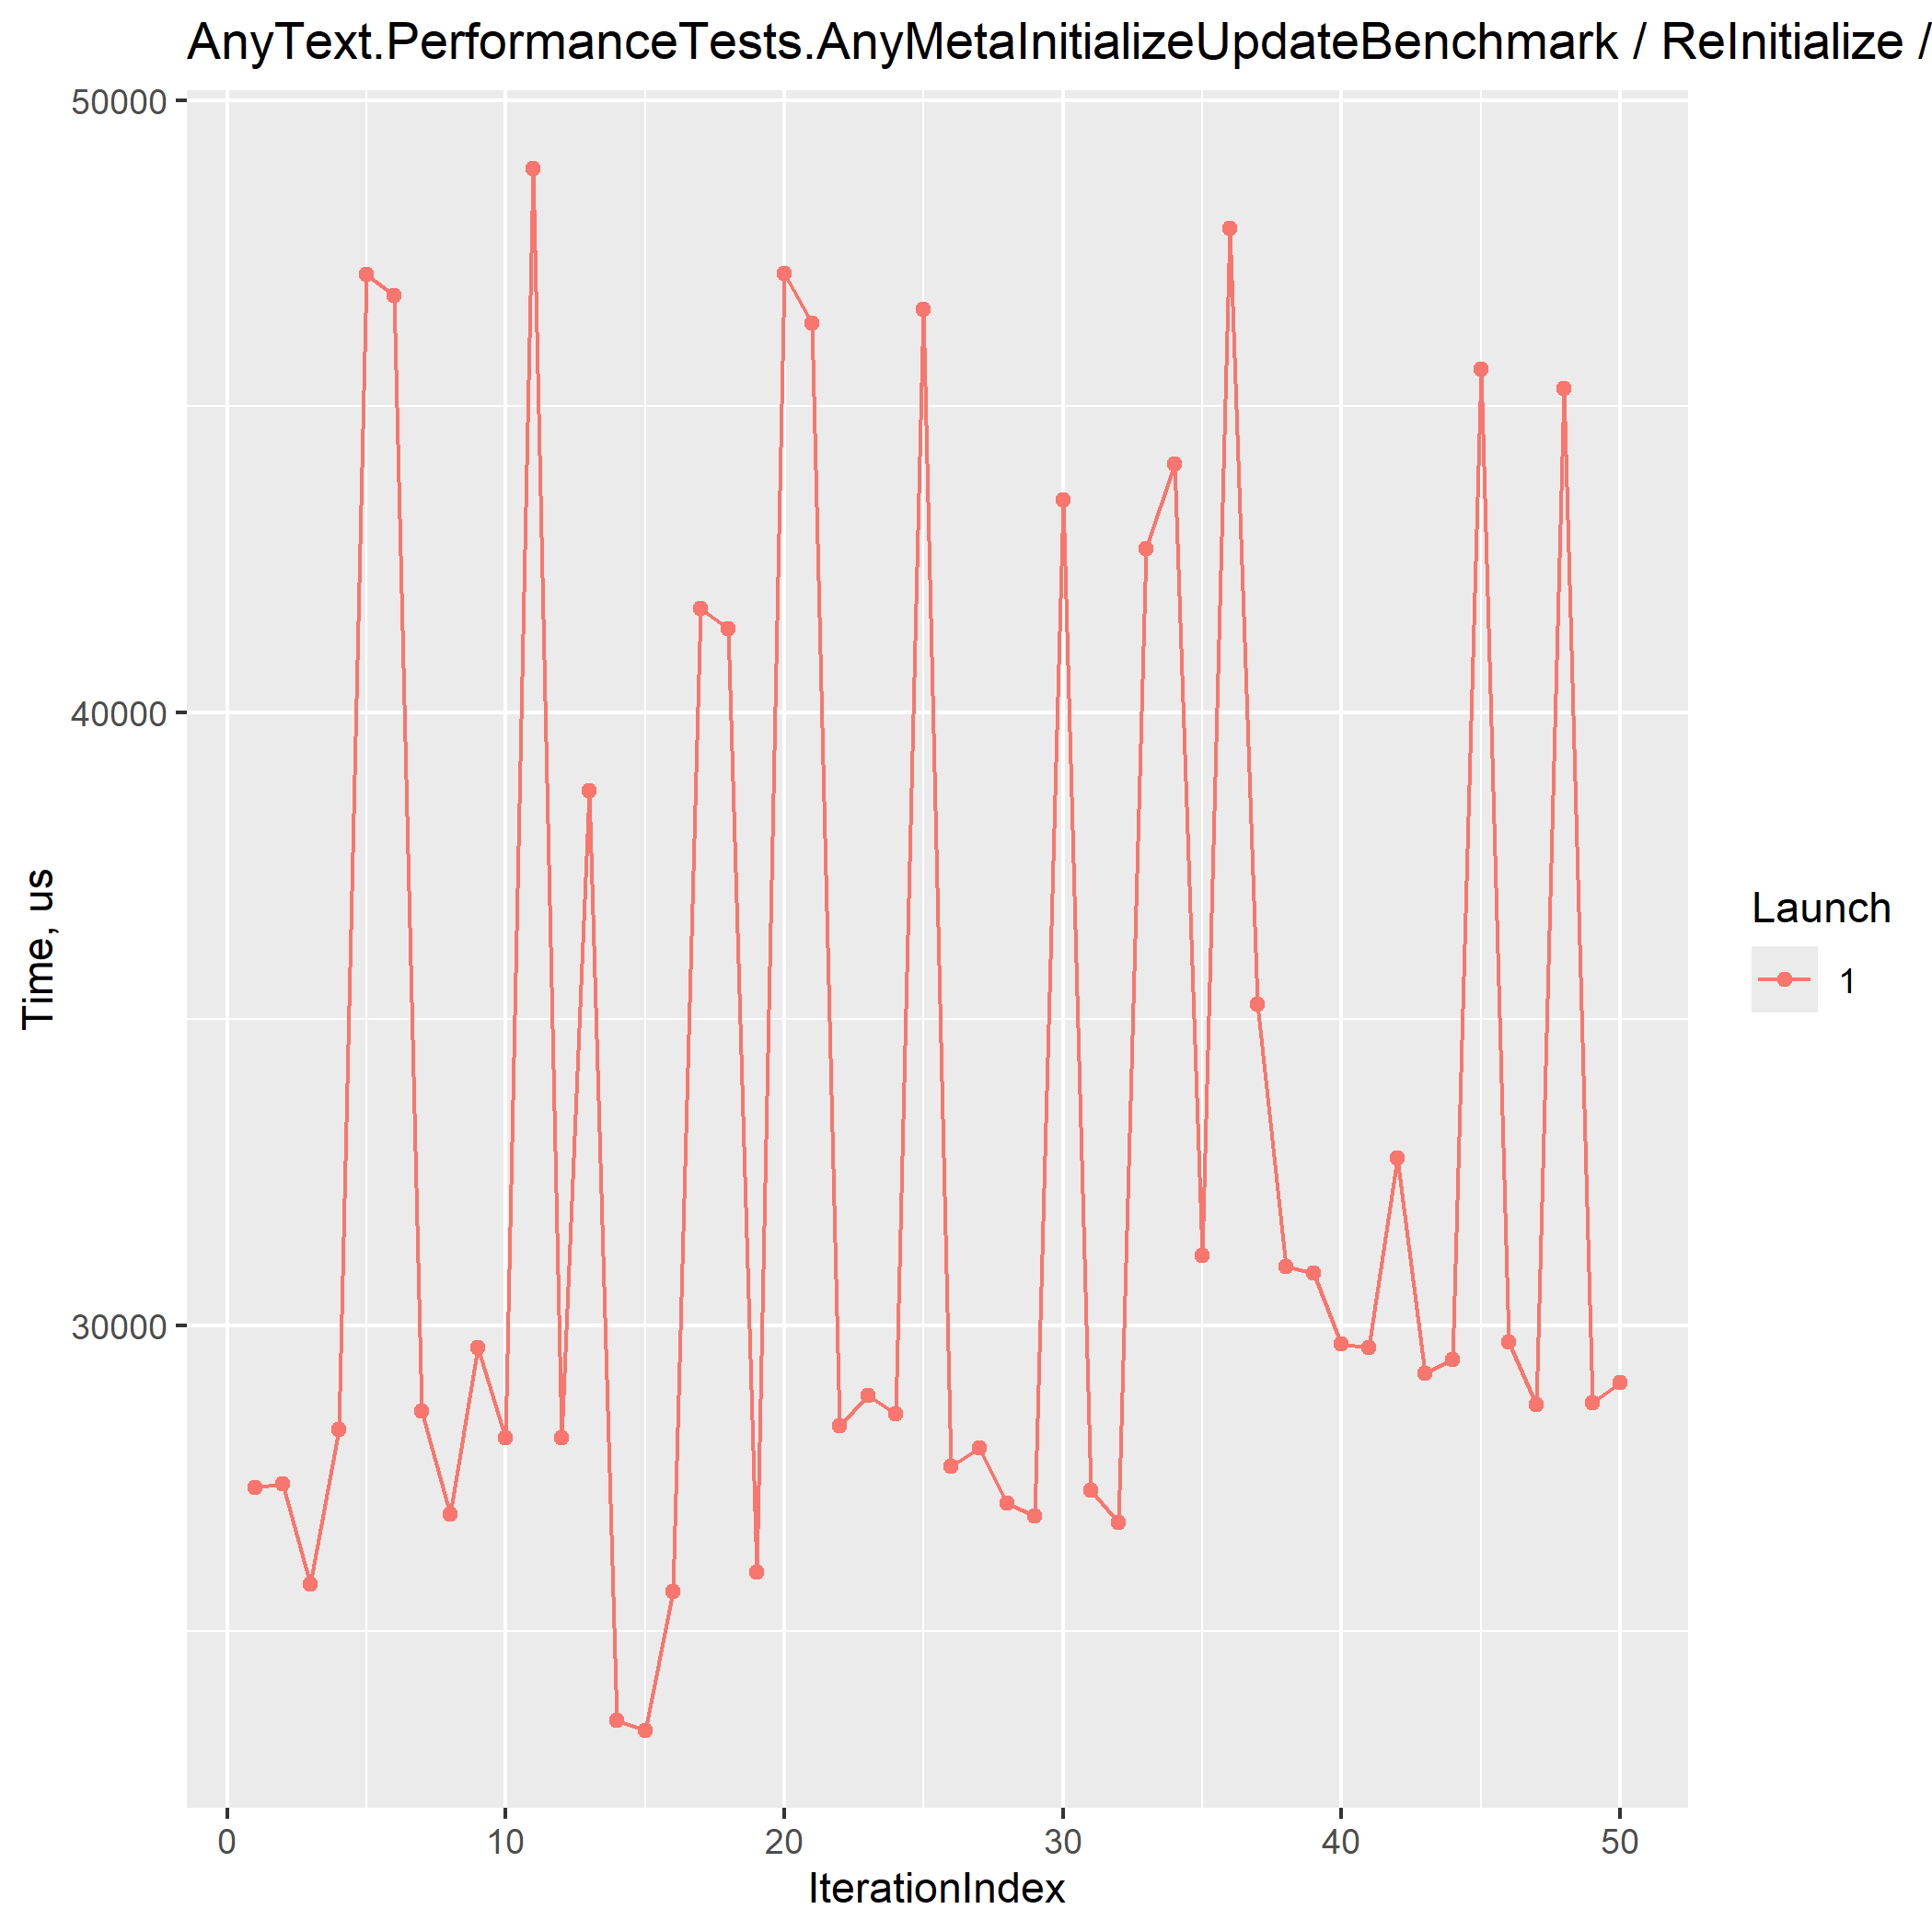 AnyText.PerformanceTests.AnyMetaInitializeUpdateBenchmark / ReInitialize /
50000
40000
30000
Time, us
0 10 20 30 40 50
IterationIndex
Launch
1